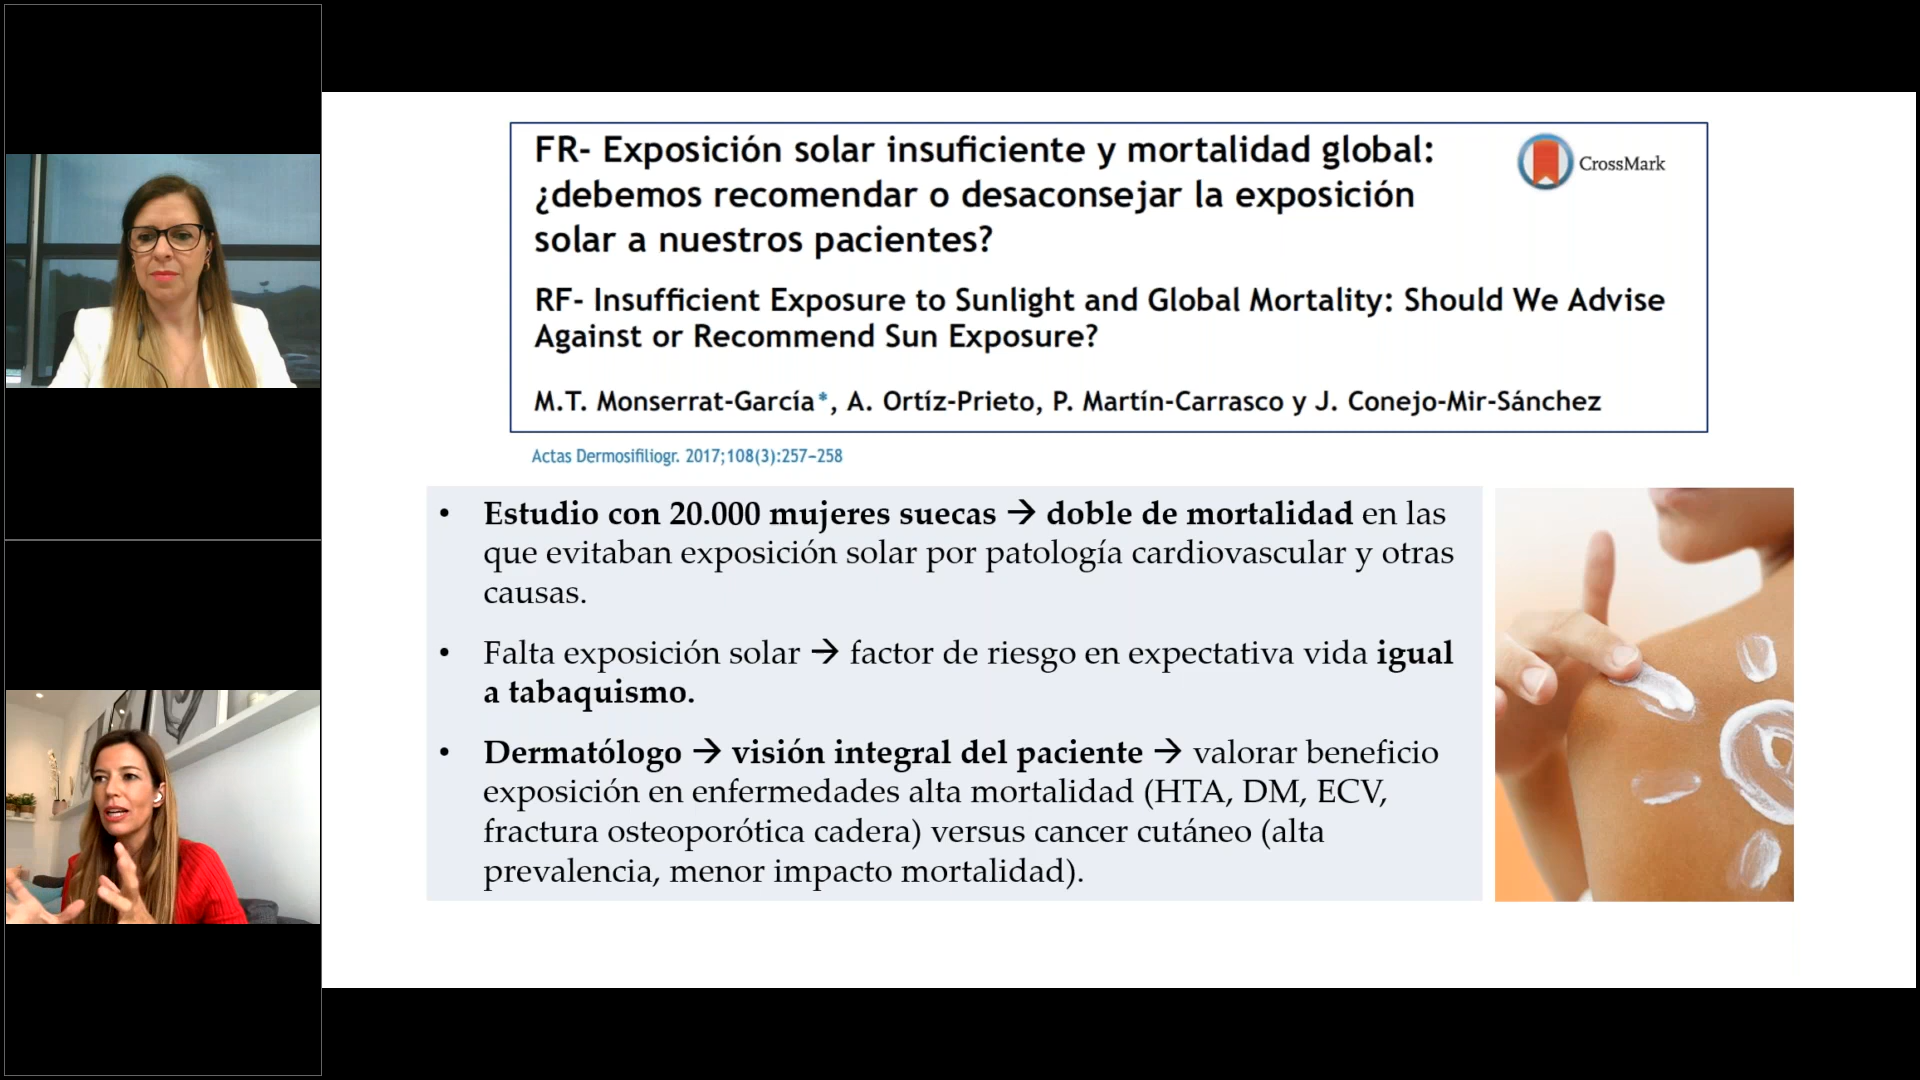 FR- Exposición solar insuficiente y mortalidad global:
¿debemos recomendar o desaconsejar la exposición
solar a nuestros pacientes?
CrossMark
RF- Insufficient Exposure to Sunlight and Global Mortality: Should We Advise
Against or Recommend Sun Exposure?
M.T. Monserrat-García*, A. Ortíz-Prieto, P. Martín-Carrasco y J. Conejo-Mir-Sánchez
Actas Dermosifiliogr. 2017;108(3):257-258
• Estudio con 20.000 mujeres suecas → doble de mortalidad en las
que evitaban exposición solar por patología cardiovascular y otras
causas.
• Falta exposición solar → factor de riesgo en expectativa vida igual
a tabaquismo.
• Dermatólogo → visión integral del paciente → valorar beneficio
exposición en enfermedades alta mortalidad (HTA, DM, ECV,
fractura osteoporótica cadera) versus cancer cutáneo (alta
prevalencia, menor impacto mortalidad).